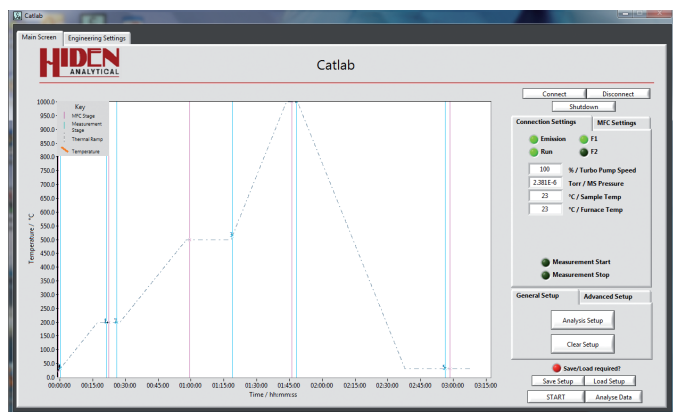 Catlab
Main Screen
Engineering Settings
HIDEN
ANALYTICAL
Catlab
Connect
Disconnect
Shutdown
Connection Settings
MFC Settings
Emission
F1
Run
F2
100
% / Turbo Pump Speed
2.381E-6
Torr / MS Pressure
23
°C / Sample Temp
23
°C / Furnace Temp
Measurement Start
Measurement Stop
General Setup
Advanced Setup
Analysis Setup
Clear Setup
Save/Load required?
Save Setup
Load Setup
START
Analyse Data
Key
MFC Stage
Measurement
Stage
Thermal Ramp
Temperature
Temperature / °C
1000.0
950.0
900.0
850.0
800.0
750.0
700.0
650.0
600.0
550.0
500.0
450.0
400.0
350.0
300.0
250.0
200.0
150.0
100.0
50.0
0.0
00:00:00
00:15:00
00:30:00
00:45:00
01:00:00
01:15:00
01:30:00
01:45:00
02:00:00
02:15:00
02:30:00
02:45:00
03:00:00
03:15:00
Time / hh:mm:ss